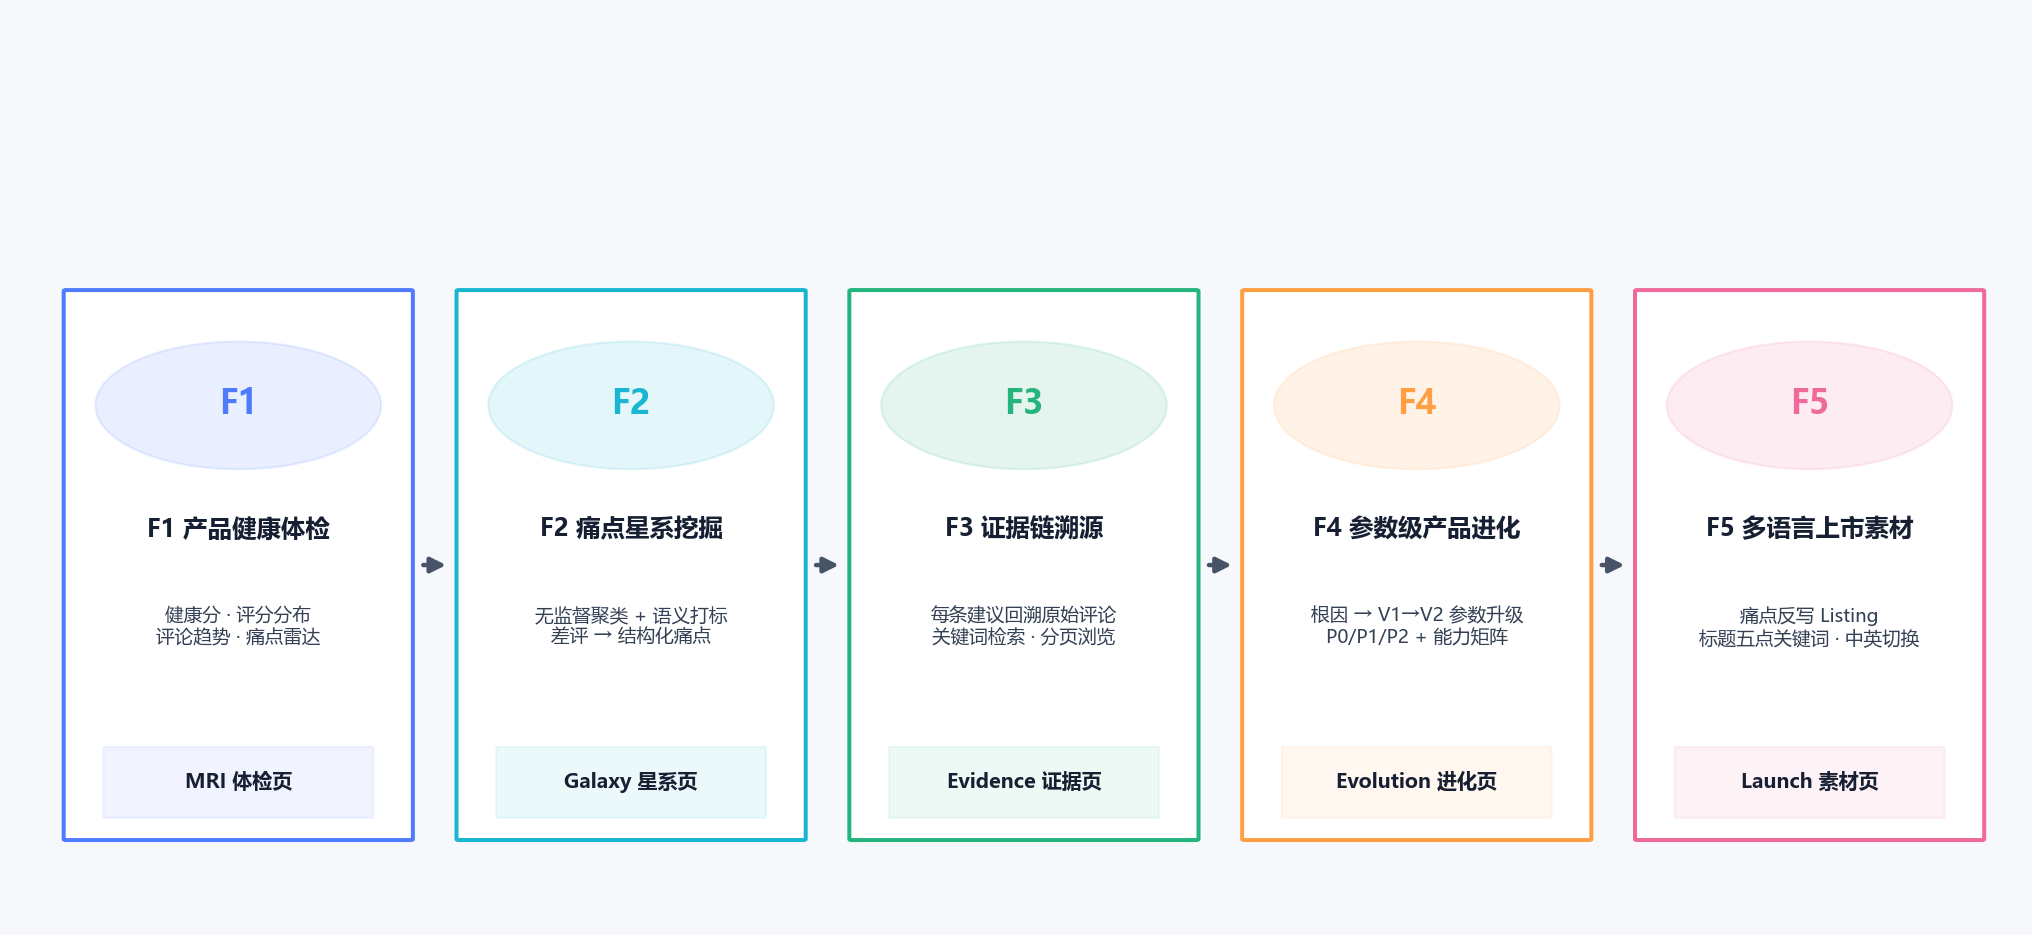 F1
F1 产品健康体检
健康分 · 评分分布
评论趋势 · 痛点雷达
MRI 体检页
F2
F2 痛点星系挖掘
无监督聚类 + 语义打标
差评 → 结构化痛点
Galaxy 星系页
F3
F3 证据链溯源
每条建议回溯原始评论
关键词检索 · 分页浏览
Evidence 证据页
F4
F4 参数级产品进化
根因 → V1→V2 参数升级
P0/P1/P2 + 能力矩阵
Evolution 进化页
F5
F5 多语言上市素材
痛点反写 Listing
标题五点关键词 · 中英切换
Launch 素材页